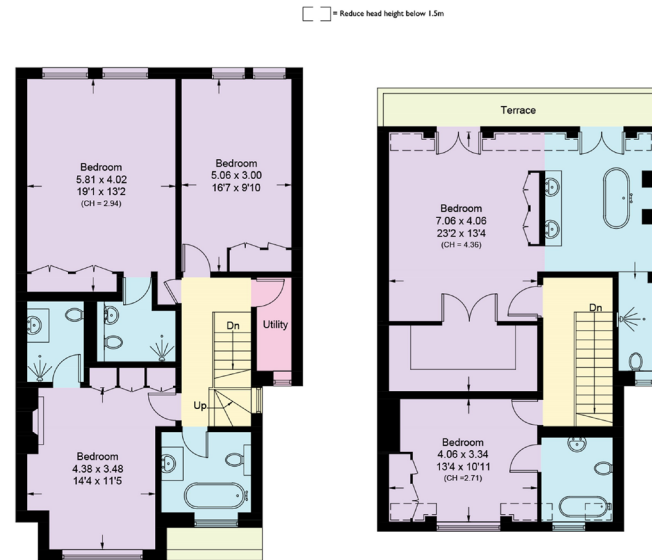 = Reduce head height below 1.5m
Terrace
Bedroom
5.81 x 4.02
19'1 x 13'2
(CH = 2.94)
Bedroom
5.06 x 3.00
16'7 x 9'10
Bedroom
7.06 x 4.06
23'2 x 13'4
(CH = 4.36)
Dn
Utility
Dn
Up
Bedroom
4.38 x 3.48
14'4 x 11'5
Bedroom
4.06 x 3.34
13'4 x 10'11
(CH =2.71)